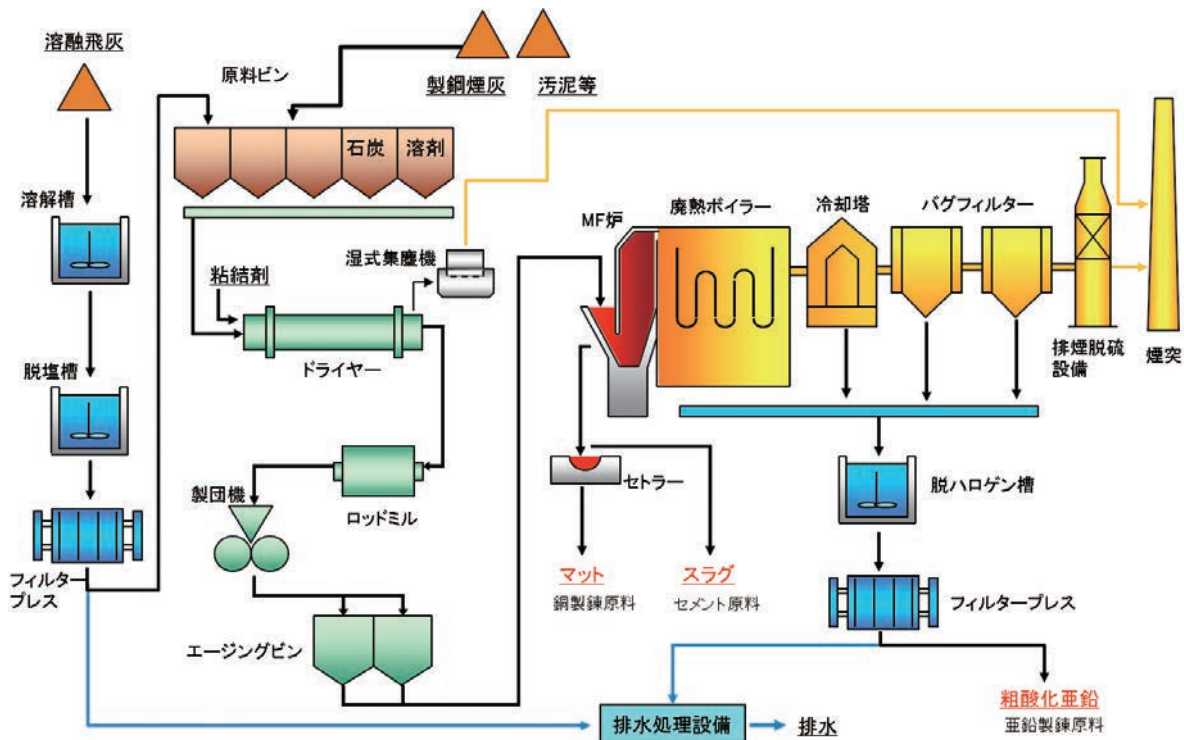 溶融飛灰
原料ビン
製鋼煙灰
汚泥等
石炭
溶剤
溶解槽
粘結剤
湿式集塵機
ドライヤー
脱塩槽
フィルター
プレス
製団機
ロッドミル
エージングビン
MF炉
廃熱ボイラー
冷却塔
バグフィルター
排煙脱硫
設備
煙突
セトラー
マット
銅製錬原料
スラグ
セメント原料
脱ハロゲン槽
フィルタープレス
粗酸化亜鉛
亜鉛製錬原料
排水処理設備
排水